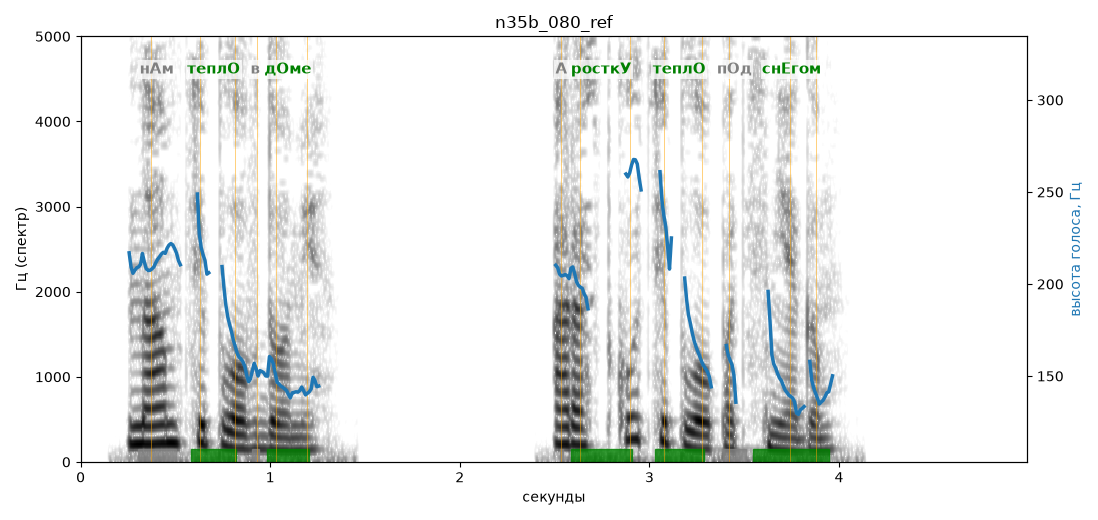 n35b_080_ref
нАм теплО в дОме А росткУ теплО пОд снЕгом
5000
4000
3000
2000
1000
0
Гц (спектр)
300
250
200
150
высота голоса, Гц
0 1 2 3 4
секунды